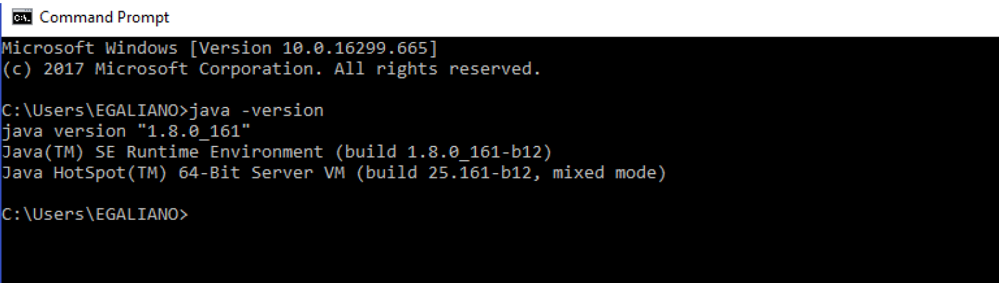 Command Prompt
Microsoft Windows [Version 10.0.16299.665]
(c) 2017 Microsoft Corporation. All rights reserved.
C:\Users\EGALIANO>java -version
java version "1.8.0_161"
Java(TM) SE Runtime Environment (build 1.8.0_161-b12)
Java HotSpot(TM) 64-Bit Server VM (build 25.161-b12, mixed mode)
C:\Users\EGALIANO>